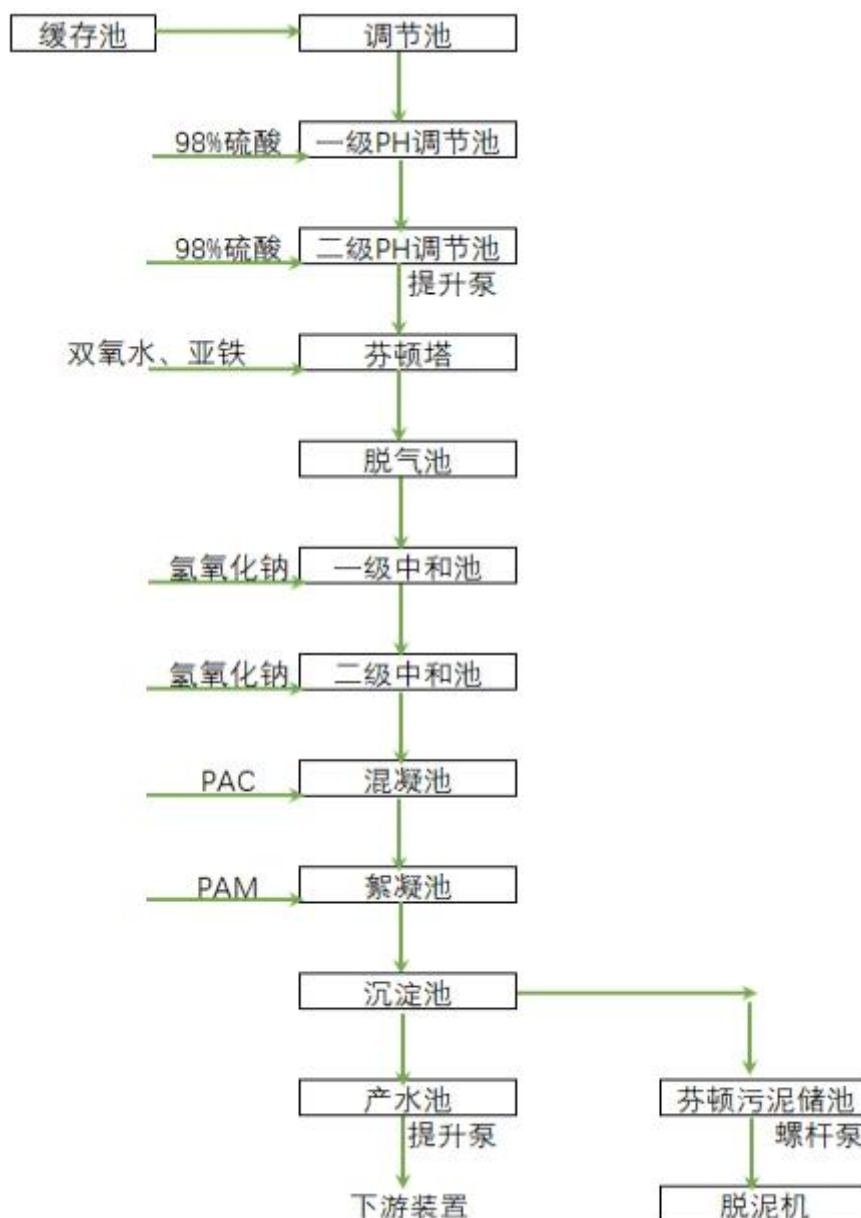 缓存池
调节池
98%硫酸
一级PH调节池
98%硫酸
二级PH调节池
提升泵
双氧水、亚铁
芬顿塔
脱气池
氢氧化钠
一级中和池
氢氧化钠
二级中和池
PAC
混凝池
PAM
絮凝池
沉淀池
产水池
芬顿污泥储池
提升泵
螺杆泵
下游装置
脱泥机